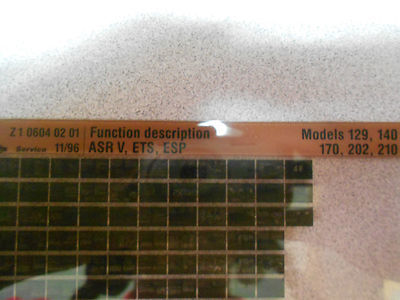 Z 1 0604 02 01 Function description Models 129, 140
Service 11/96 ASR V, ETS, ESP 170, 202, 210